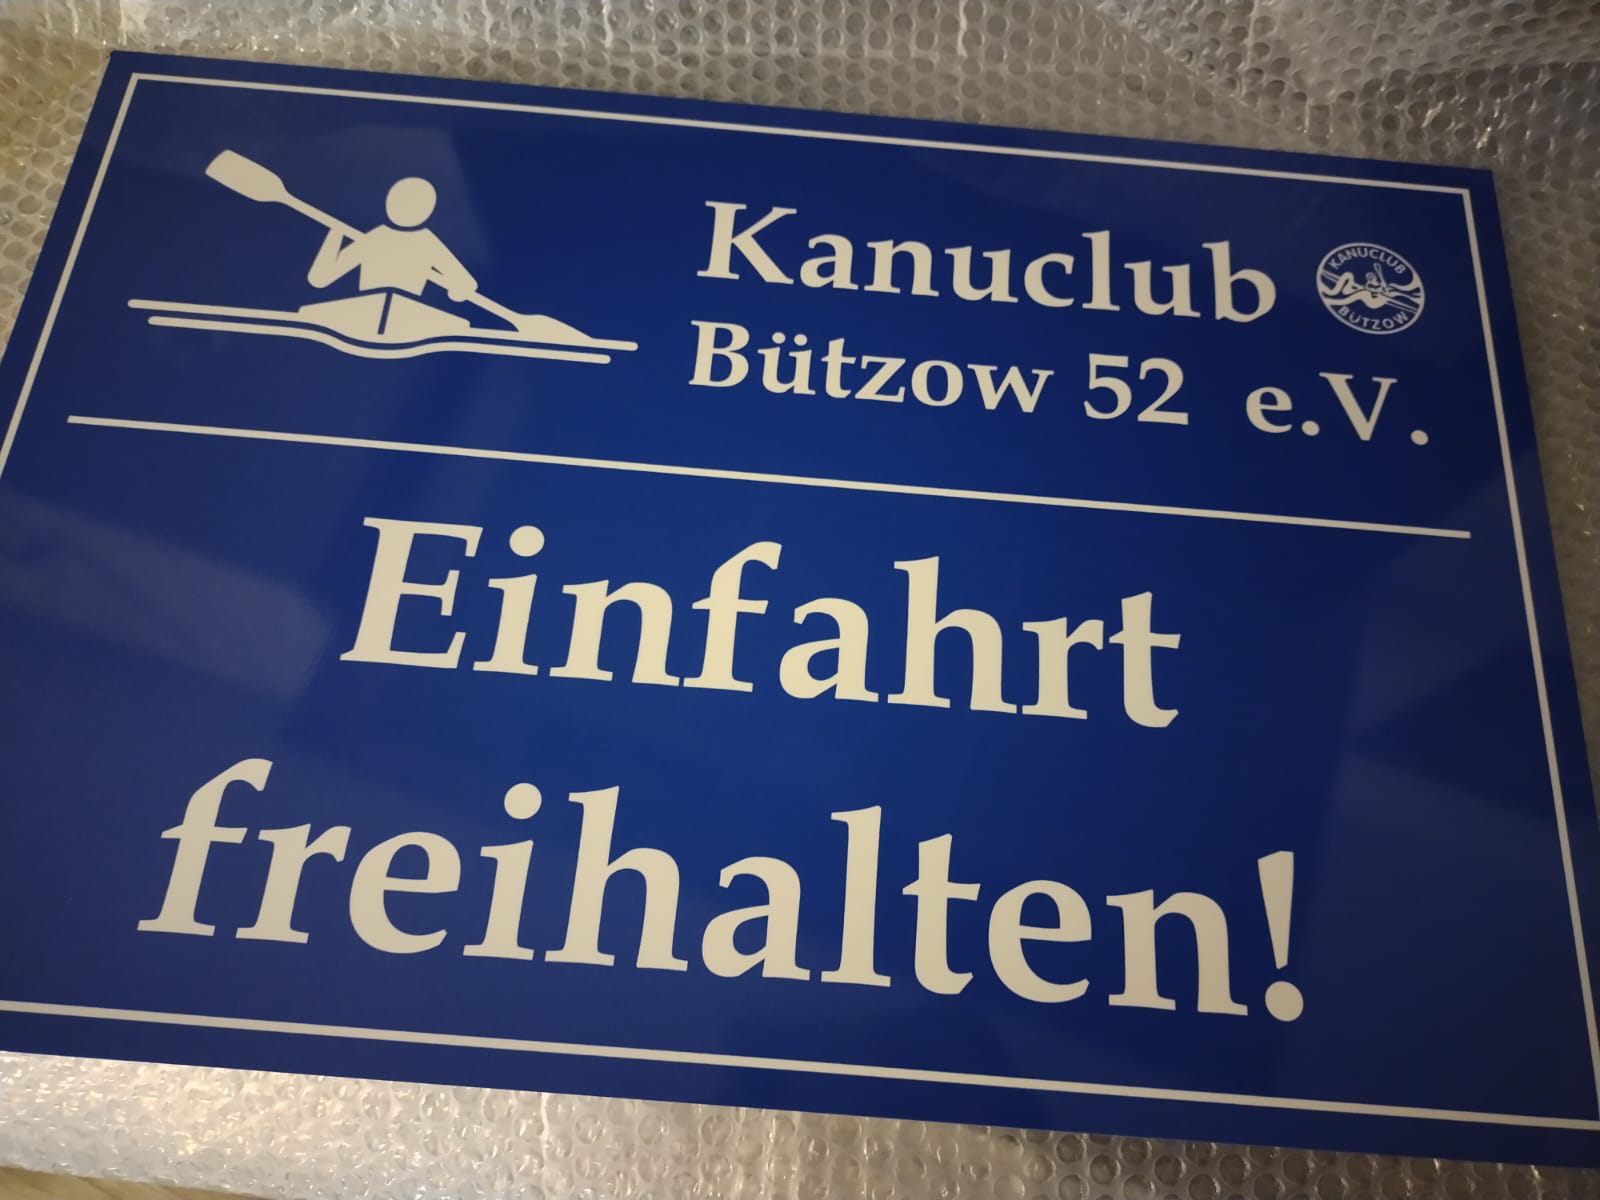 Kanuclub
KANUCLUB
BÜTZOW
Bützow 52 e.V.
Einfahrt
freihalten!